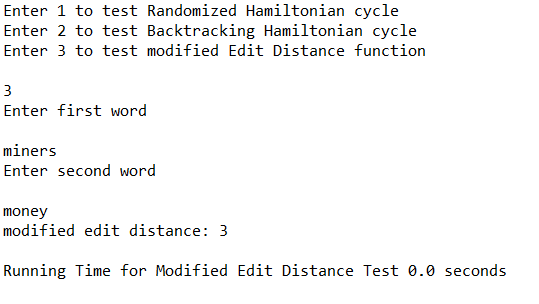 Enter 1 to test Randomized Hamiltonian cycle
Enter 2 to test Backtracking Hamiltonian cycle
Enter 3 to test modified Edit Distance function
3
Enter first word
miners
Enter second word
money
modified edit distance: 3
Running Time for Modified Edit Distance Test 0.0 seconds